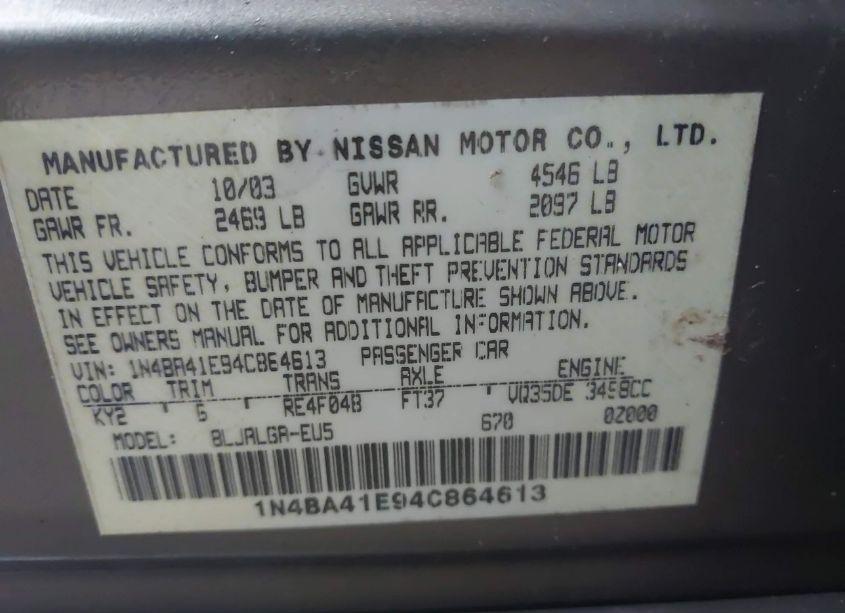 MANUFACTURED BY NISSAN MOTOR CO., LTD.
DATE 10/03 GVWR 4546 LB
GAWR FR. 2469 LB GAWR RR. 2097 LB
THIS VEHICLE CONFORMS TO ALL APPLICABLE FEDERAL MOTOR
VEHICLE SAFETY, BUMPER AND THEFT PREVENTION STANDARDS
IN EFFECT ON THE DATE OF MANUFACTURE SHOWN ABOVE.
SEE OWNERS MANUAL FOR ADDITIONAL INFORMATION.
VIN: 1N4BA41E94C864613 PASSENGER CAR
COLOR TRIM TRANS AXLE ENGINE
KY2 G RE4F04B FT37 VQ35DE 3498CC
MODEL: BLJALGA-EU5 670 02000
1N4BA41E94C864613